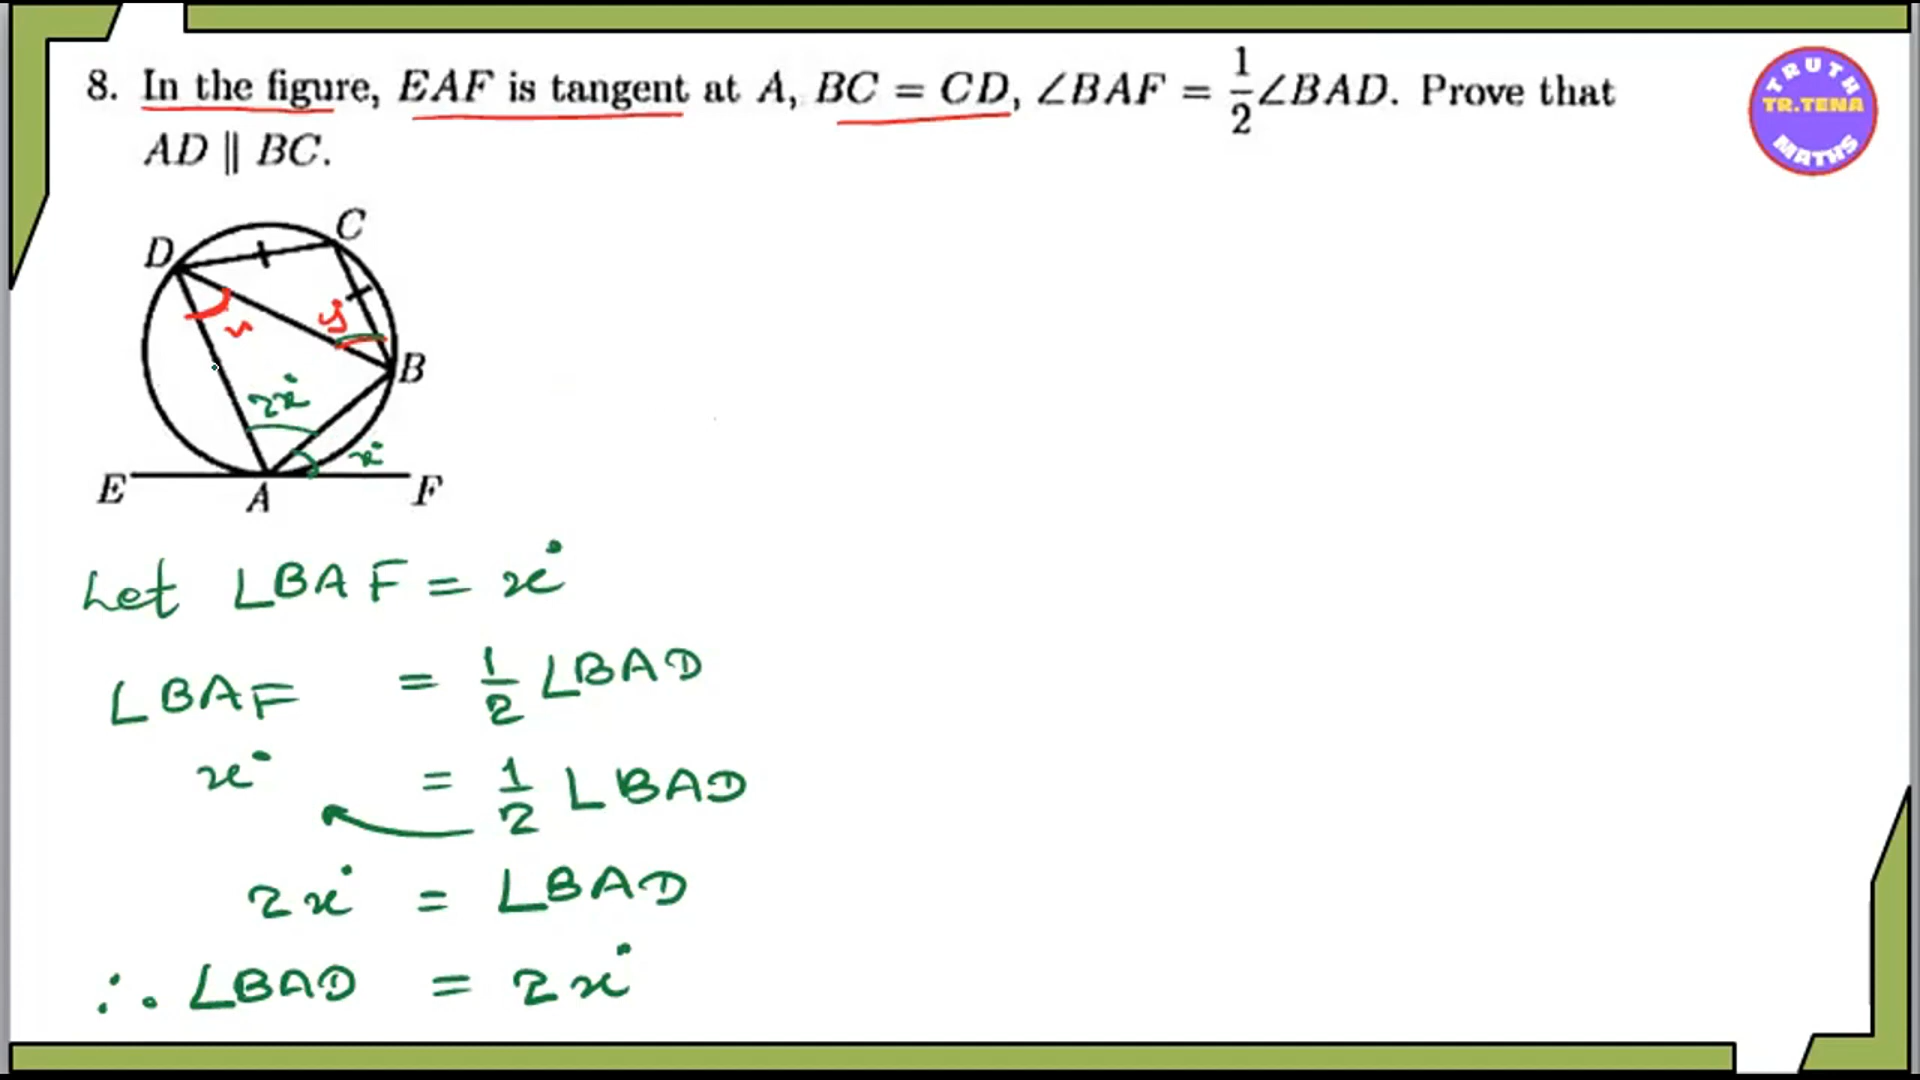 8. In the figure, EAF is tangent at A, BC = CD, ∠BAF = 1/2∠BAD. Prove that
AD ∥ BC.
TRUTH
TR.TENA
MATHS
D
C
y
x
B
2x°
x°
E
A
F
Let ∠BAF = x°
∠BAF = 1/2 ∠BAD
x° = 1/2 ∠BAD
2x° = ∠BAD
∴ ∠BAD = 2x°